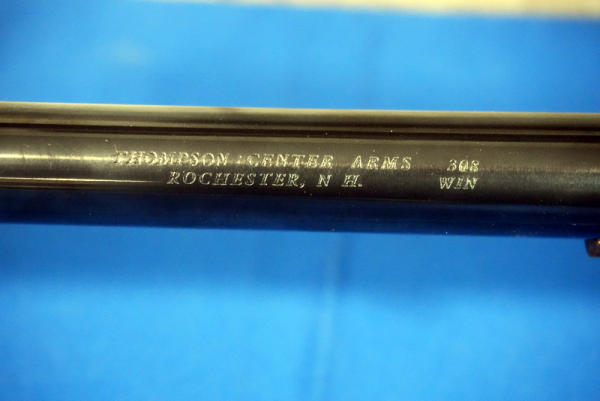 THOMPSON CENTER ARMS 308
ROCHESTER, N H. WIN